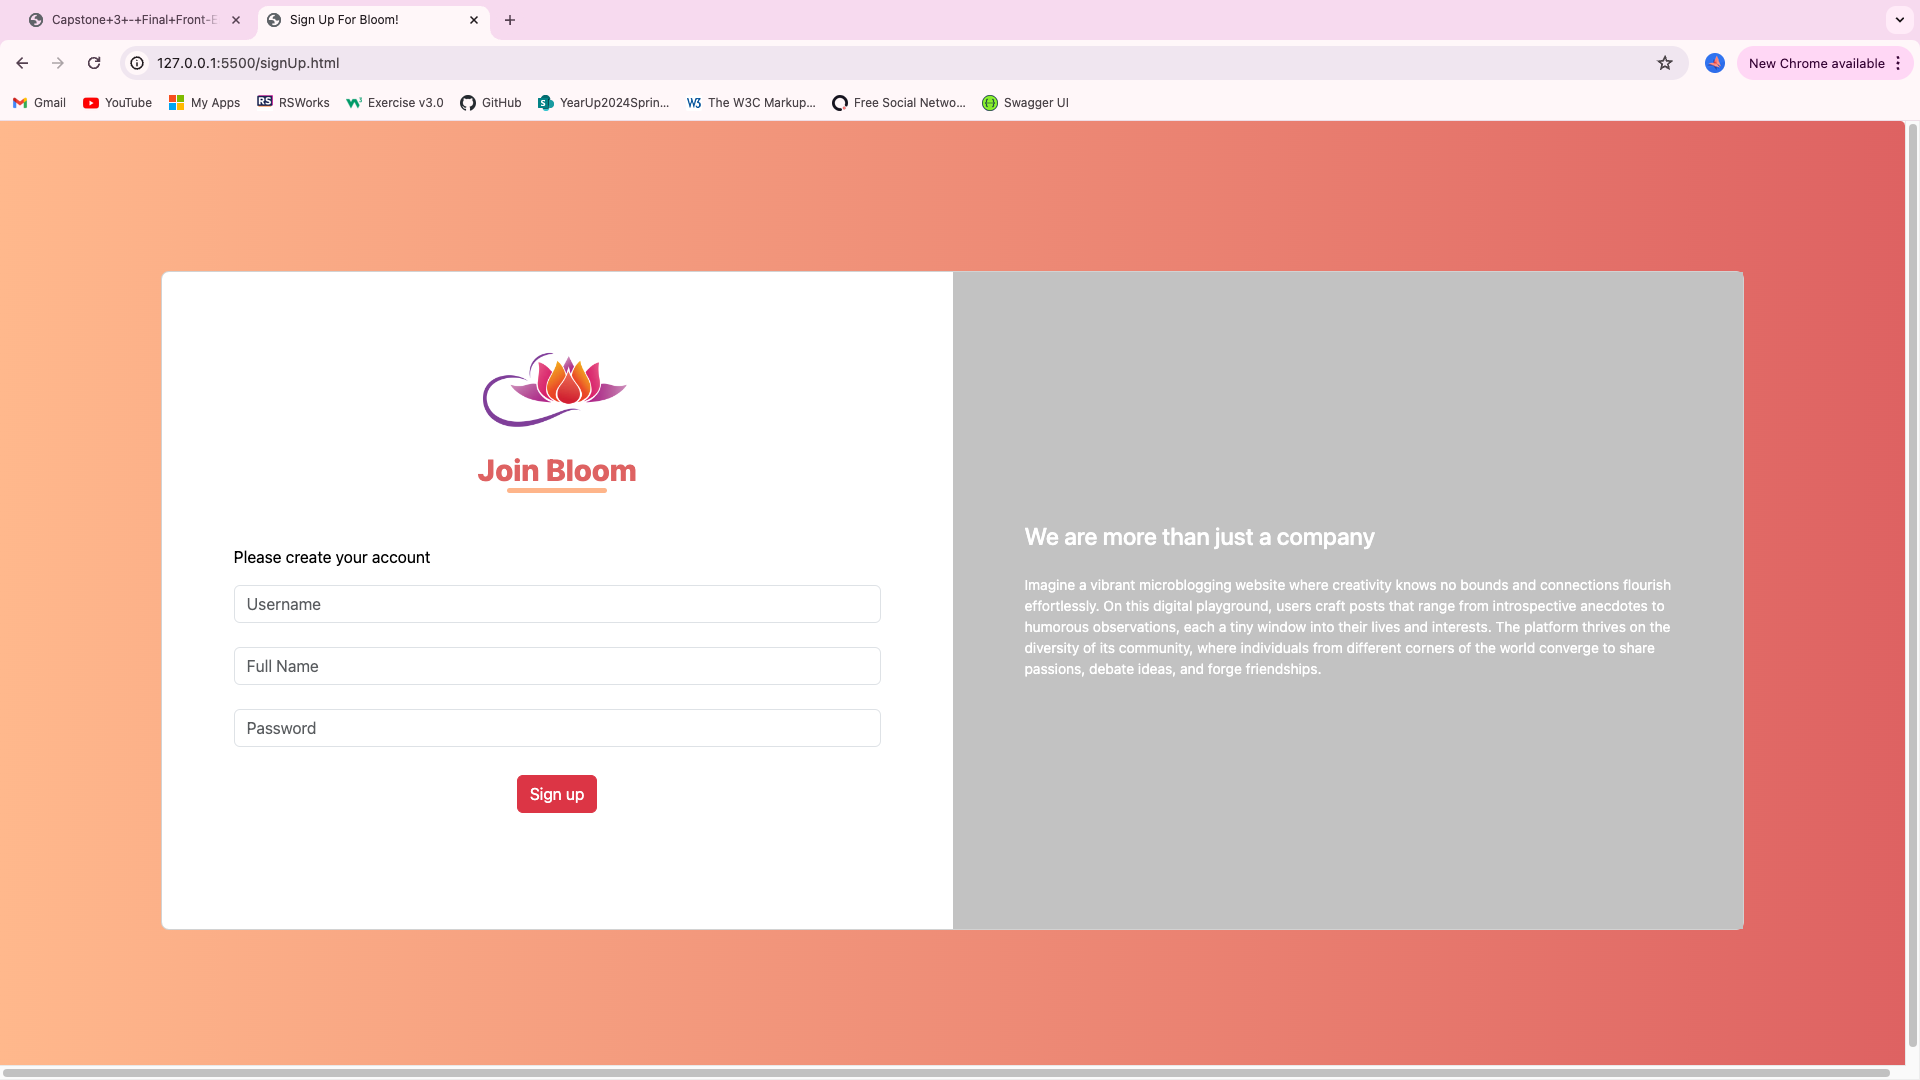 Capstone+3+-+Final+Front-E
Sign Up For Bloom!
127.0.0.1:5500/signUp.html
New Chrome available
Gmail
YouTube
My Apps
RS RSWorks
Exercise v3.0
GitHub
YearUp2024Sprin...
The W3C Markup...
Free Social Netwo...
Swagger UI
Join Bloom
Please create your account
Username
Full Name
Password
Sign up
We are more than just a company
Imagine a vibrant microblogging website where creativity knows no bounds and connections flourish
effortlessly. On this digital playground, users craft posts that range from introspective anecdotes to
humorous observations, each a tiny window into their lives and interests. The platform thrives on the
diversity of its community, where individuals from different corners of the world converge to share
passions, debate ideas, and forge friendships.